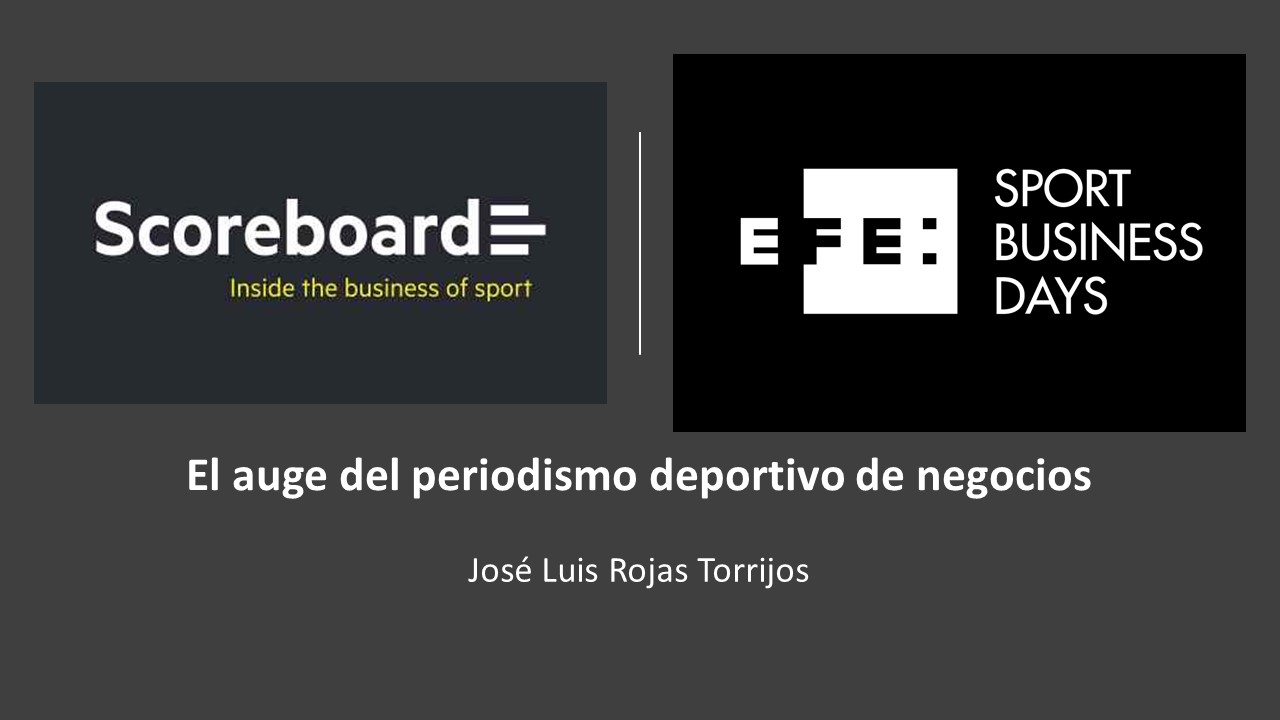 Scoreboard
Inside the business of sport
EFE:
SPORT
BUSINESS
DAYS
El auge del periodismo deportivo de negocios
José Luis Rojas Torrijos